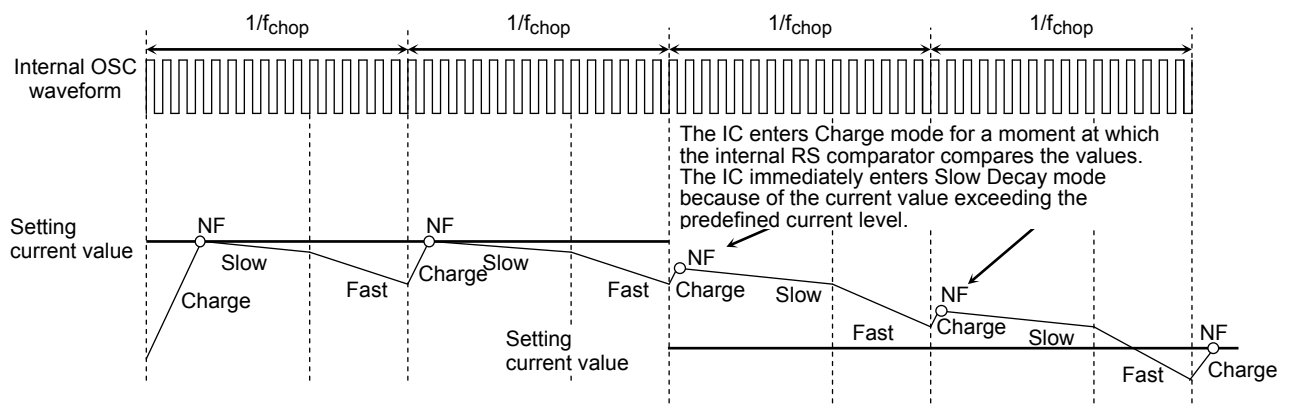 1/fchop 1/fchop 1/fchop 1/fchop
Internal OSC
waveform
The IC enters Charge mode for a moment at which
the internal RS comparator compares the values.
The IC immediately enters Slow Decay mode
because of the current value exceeding the
predefined current level.
Setting
current value
NF
Slow
Charge
Fast
NF
Charge
Slow
Fast
NF
Charge
Slow
Fast
NF
Charge
Slow
Fast
NF
Charge
Setting
current value